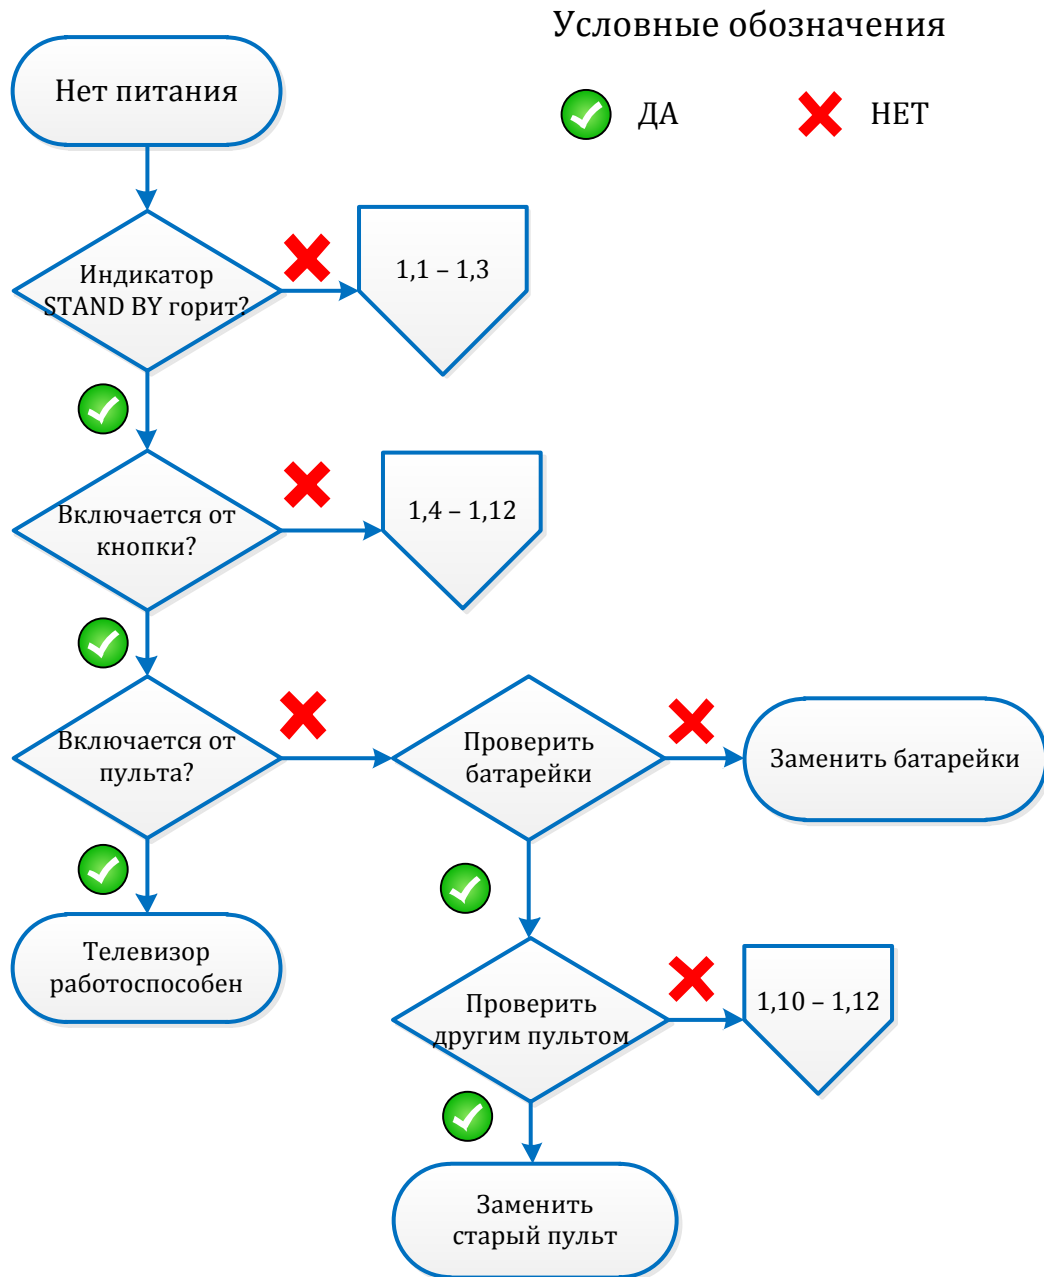 Условные обозначения
Нет питания
ДА
НЕТ
Индикатор
STAND BY горит?
1,1 – 1,3
Включается от
кнопки?
1,4 – 1,12
Включается от
пульта?
Проверить
батарейки
Заменить батарейки
Телевизор
работоспособен
Проверить
другим пультом
1,10 – 1,12
Заменить
старый пульт